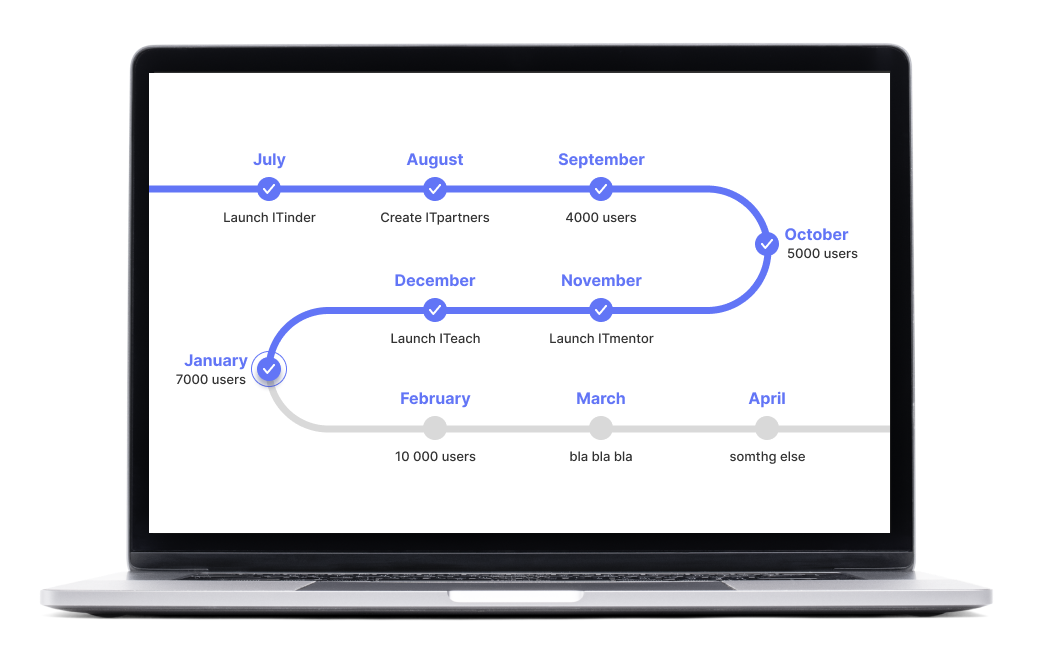 July
Launch ITinder
August
Create ITpartners
September
4000 users
October
5000 users
November
Launch ITmentor
December
Launch ITeach
January
7000 users
February
10 000 users
March
bla bla bla
April
somthg else